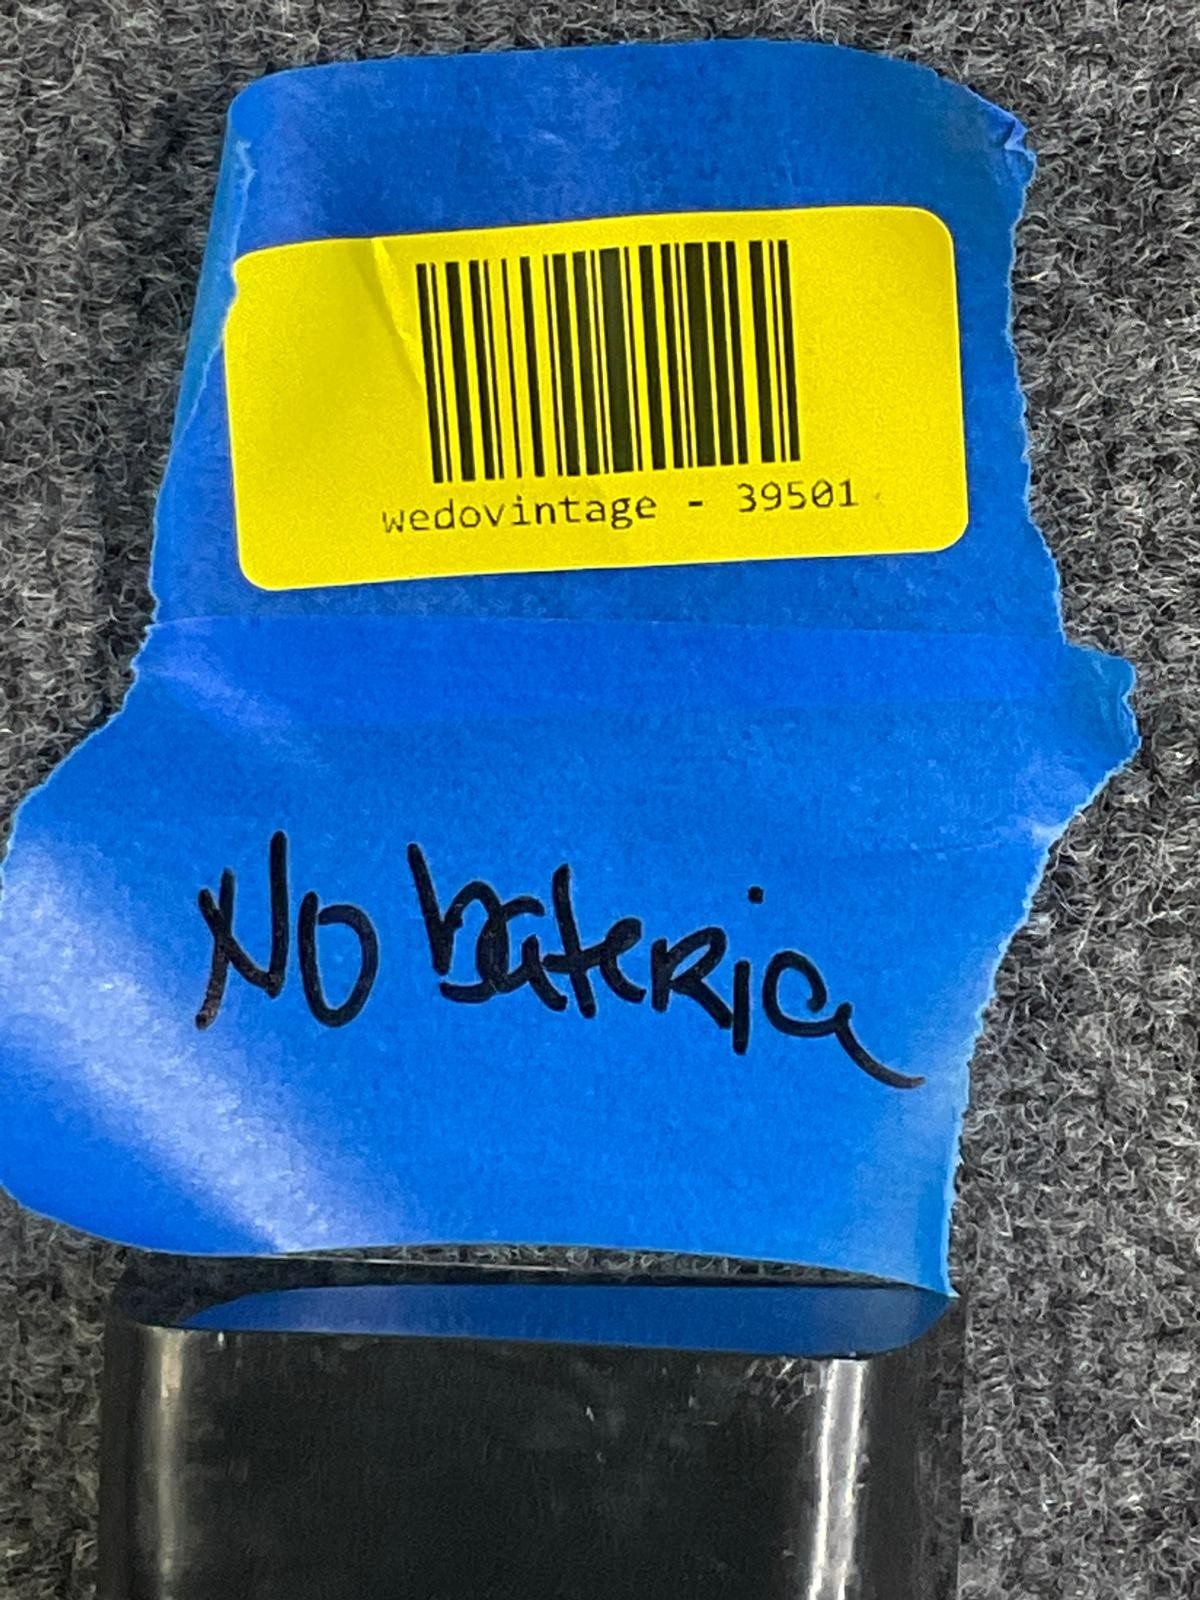 wedovintage - 39501
No bateria